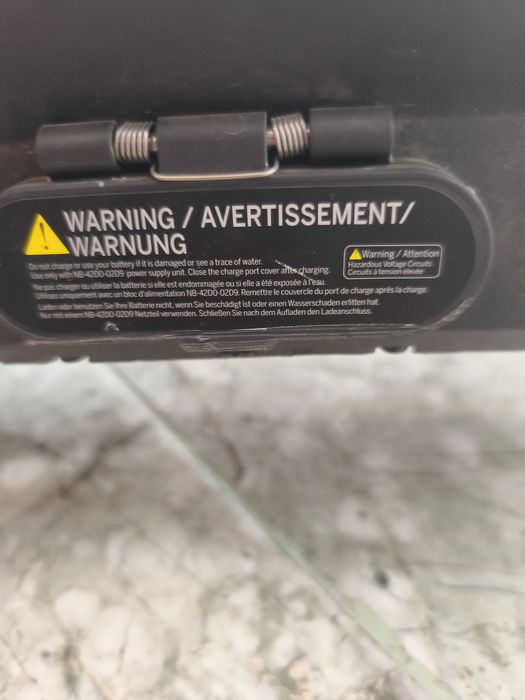 WARNING / AVERTISSEMENT/
WARNUNG
Do not charge or use your battery if it is damaged or see a trace of water.
Use only with NB-42D0-02D9 power supply unit. Close the charge port cover after charging.
Ne pas charger ou utiliser la batterie si elle est endommagée ou si elle a été exposée à l'eau.
Utilisez uniquement avec un bloc d'alimentation NB-42D0-02D9. Remettre le couvercle du port de charge après la charge.
Laden oder benutzen Sie Ihre Batterie nicht, wenn Sie beschädigt ist oder einen Wasserschaden erlitten hat.
Nur mit einem NB-42D0-02D9 Netzteil verwenden. Schließen Sie nach dem Aufladen den Ladeanschluss.
Warning / Attention
Hazardous Voltage Circuits
Circuits à tension élevée